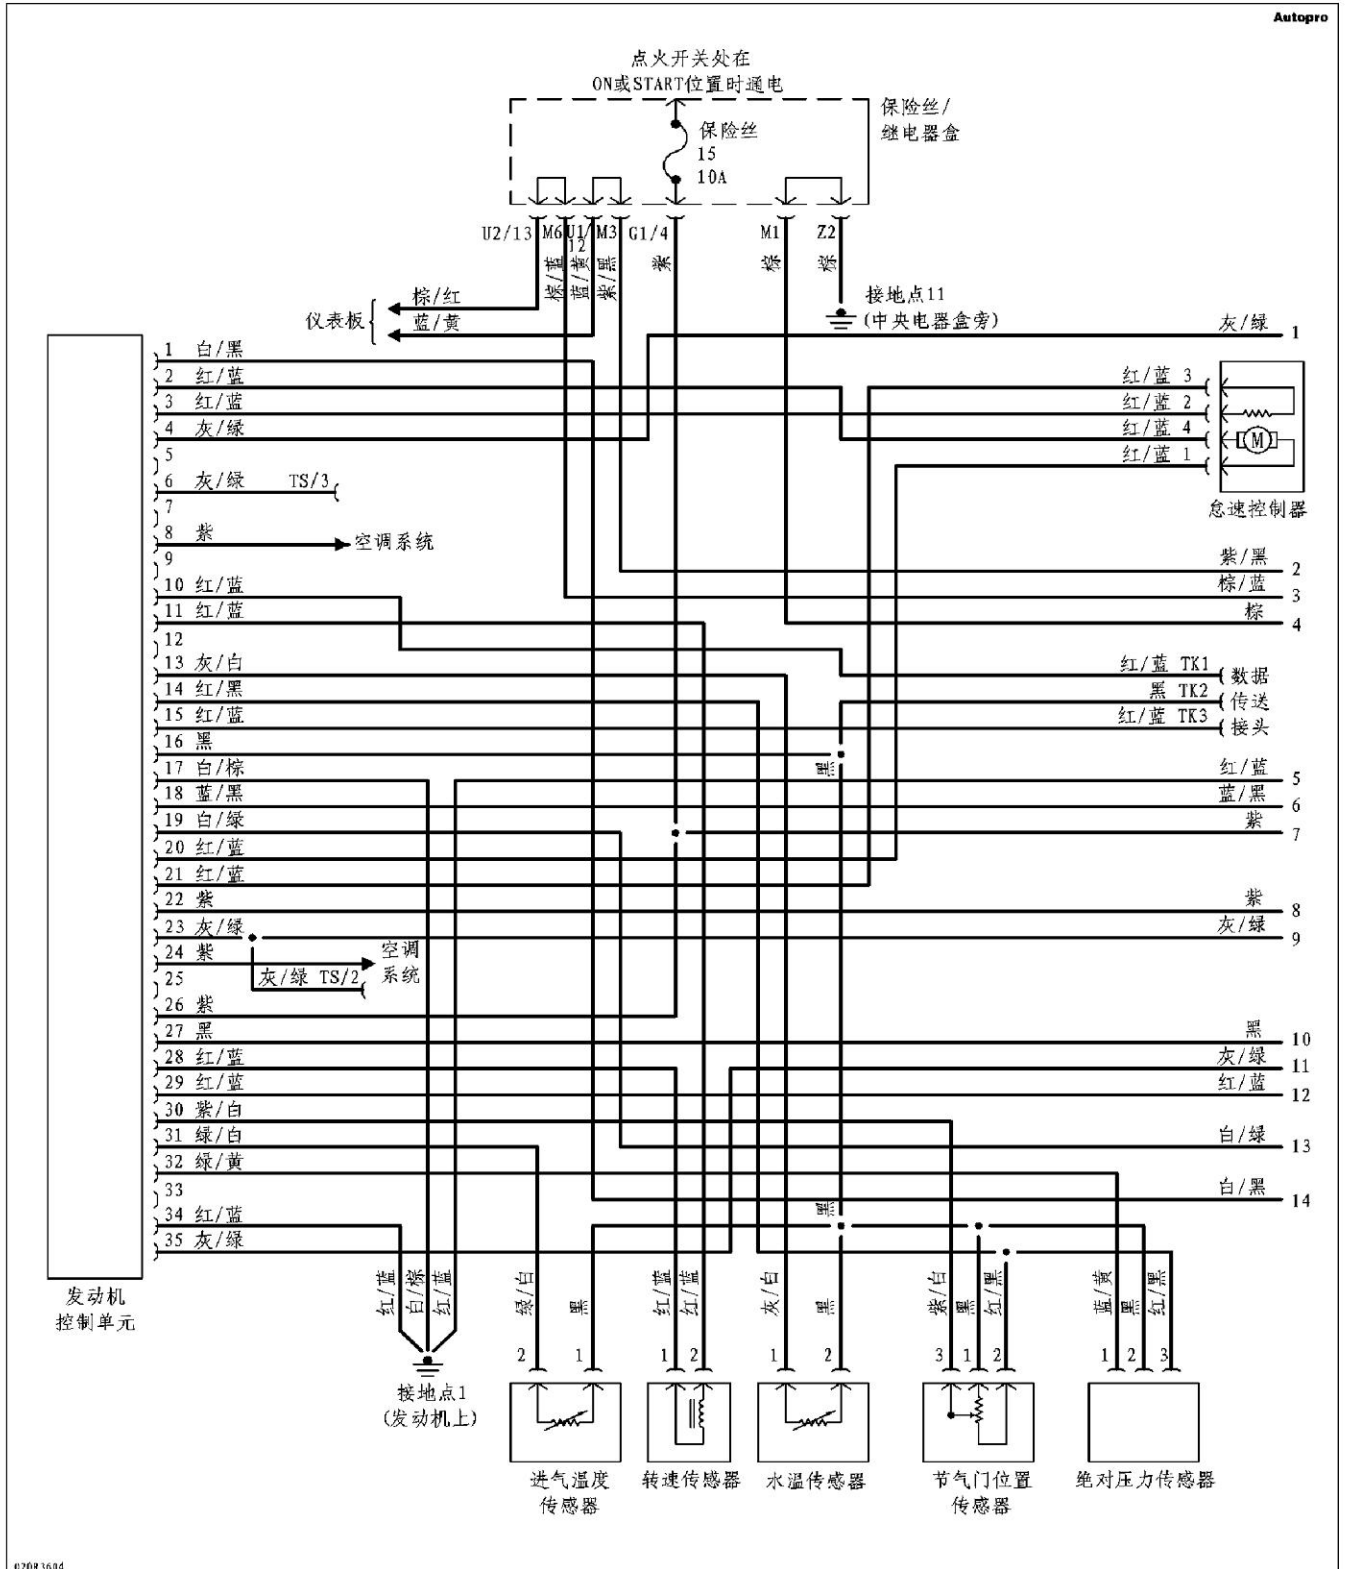 Autopro
点火开关处在
ON或START位置时通电
保险丝/
继电器盒
保险丝
15
10A
U2/13
M6
U1/
12
M3
G1/4
M1
Z2
棕/蓝
蓝/黄
紫/黑
紫
棕
棕
棕/红
蓝/黄
仪表板
接地点11
(中央电器盒旁)
灰/绿 1
1 白/黑
2 红/蓝
3 红/蓝
4 灰/绿
5
6 灰/绿 TS/3
7
8 紫
空调系统
9
10 红/蓝
11 红/蓝
12
13 灰/白
14 红/黑
15 红/蓝
16 黑
17 白/棕
18 蓝/黑
19 白/绿
20 红/蓝
21 红/蓝
22 紫
23 灰/绿
24 紫
空调
系统
25
灰/绿 TS/2
26 紫
27 黑
28 红/蓝
29 红/蓝
30 紫/白
31 绿/白
32 绿/黄
33
34 红/蓝
35 灰/绿
发动机
控制单元
红/蓝 3
红/蓝 2
红/蓝 4
红/蓝 1
M
怠速控制器
紫/黑 2
棕/蓝 3
棕 4
红/蓝 TK1
黑 TK2
红/蓝 TK3
数据
传送
接头
黑
红/蓝 5
蓝/黑 6
紫 7
紫 8
灰/绿 9
黑 10
灰/绿 11
红/蓝 12
白/绿 13
白/黑 14
黑
红/蓝
白/棕
红/蓝
绿/白
黑
红/蓝
红/蓝
灰/白
黑
紫/白
黑
红/黑
蓝/黄
黑
红/黑
2 1 1 2 1 2 3 1 2 1 2 3
接地点1
(发动机上)
进气温度
传感器
转速传感器
水温传感器
节气门位置
传感器
绝对压力传感器
02083604